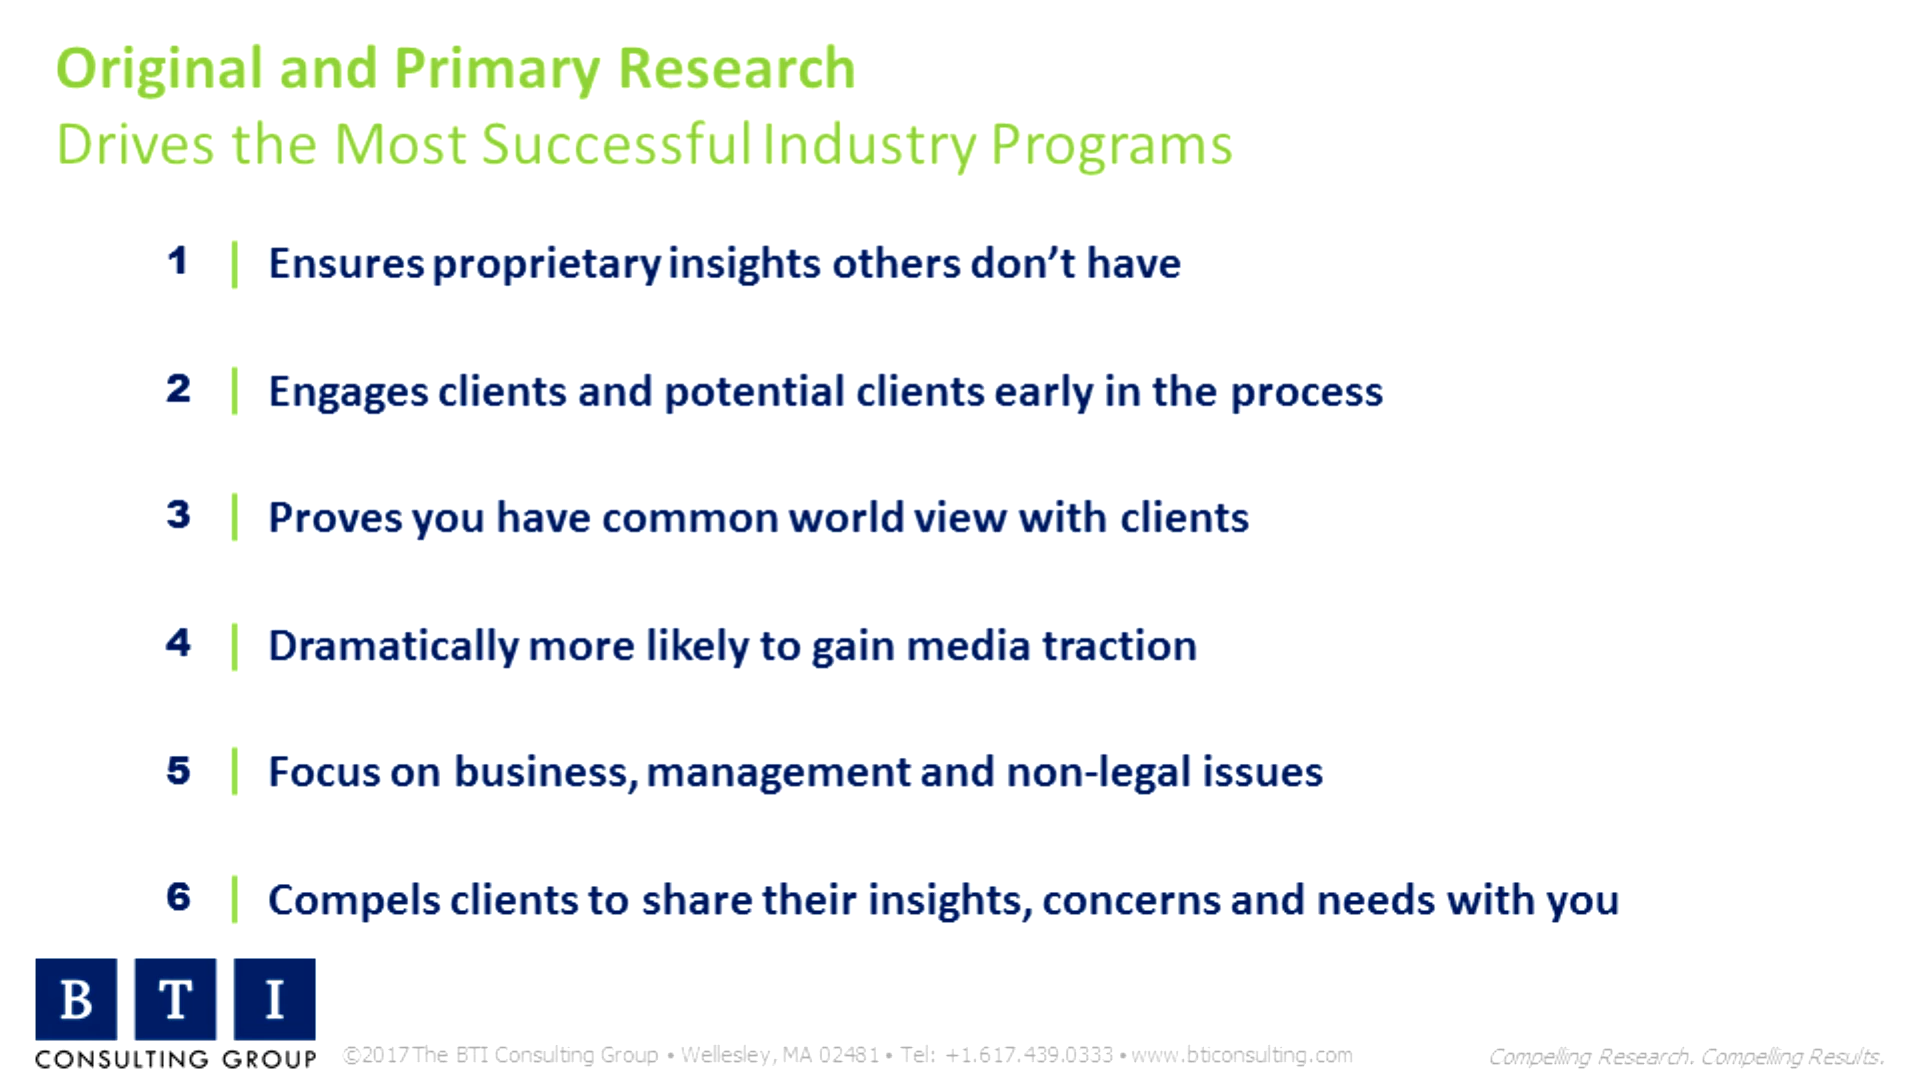 Original and Primary Research
Drives the Most Successful Industry Programs
1 Ensures proprietary insights others don’t have
2 Engages clients and potential clients early in the process
3 Proves you have common world view with clients
4 Dramatically more likely to gain media traction
5 Focus on business, management and non-legal issues
6 Compels clients to share their insights, concerns and needs with you
B T I
CONSULTING GROUP
©2017 The BTI Consulting Group • Wellesley, MA 02481 • Tel: +1.617.439.0333 • www.bticonsulting.com
Compelling Research. Compelling Results.